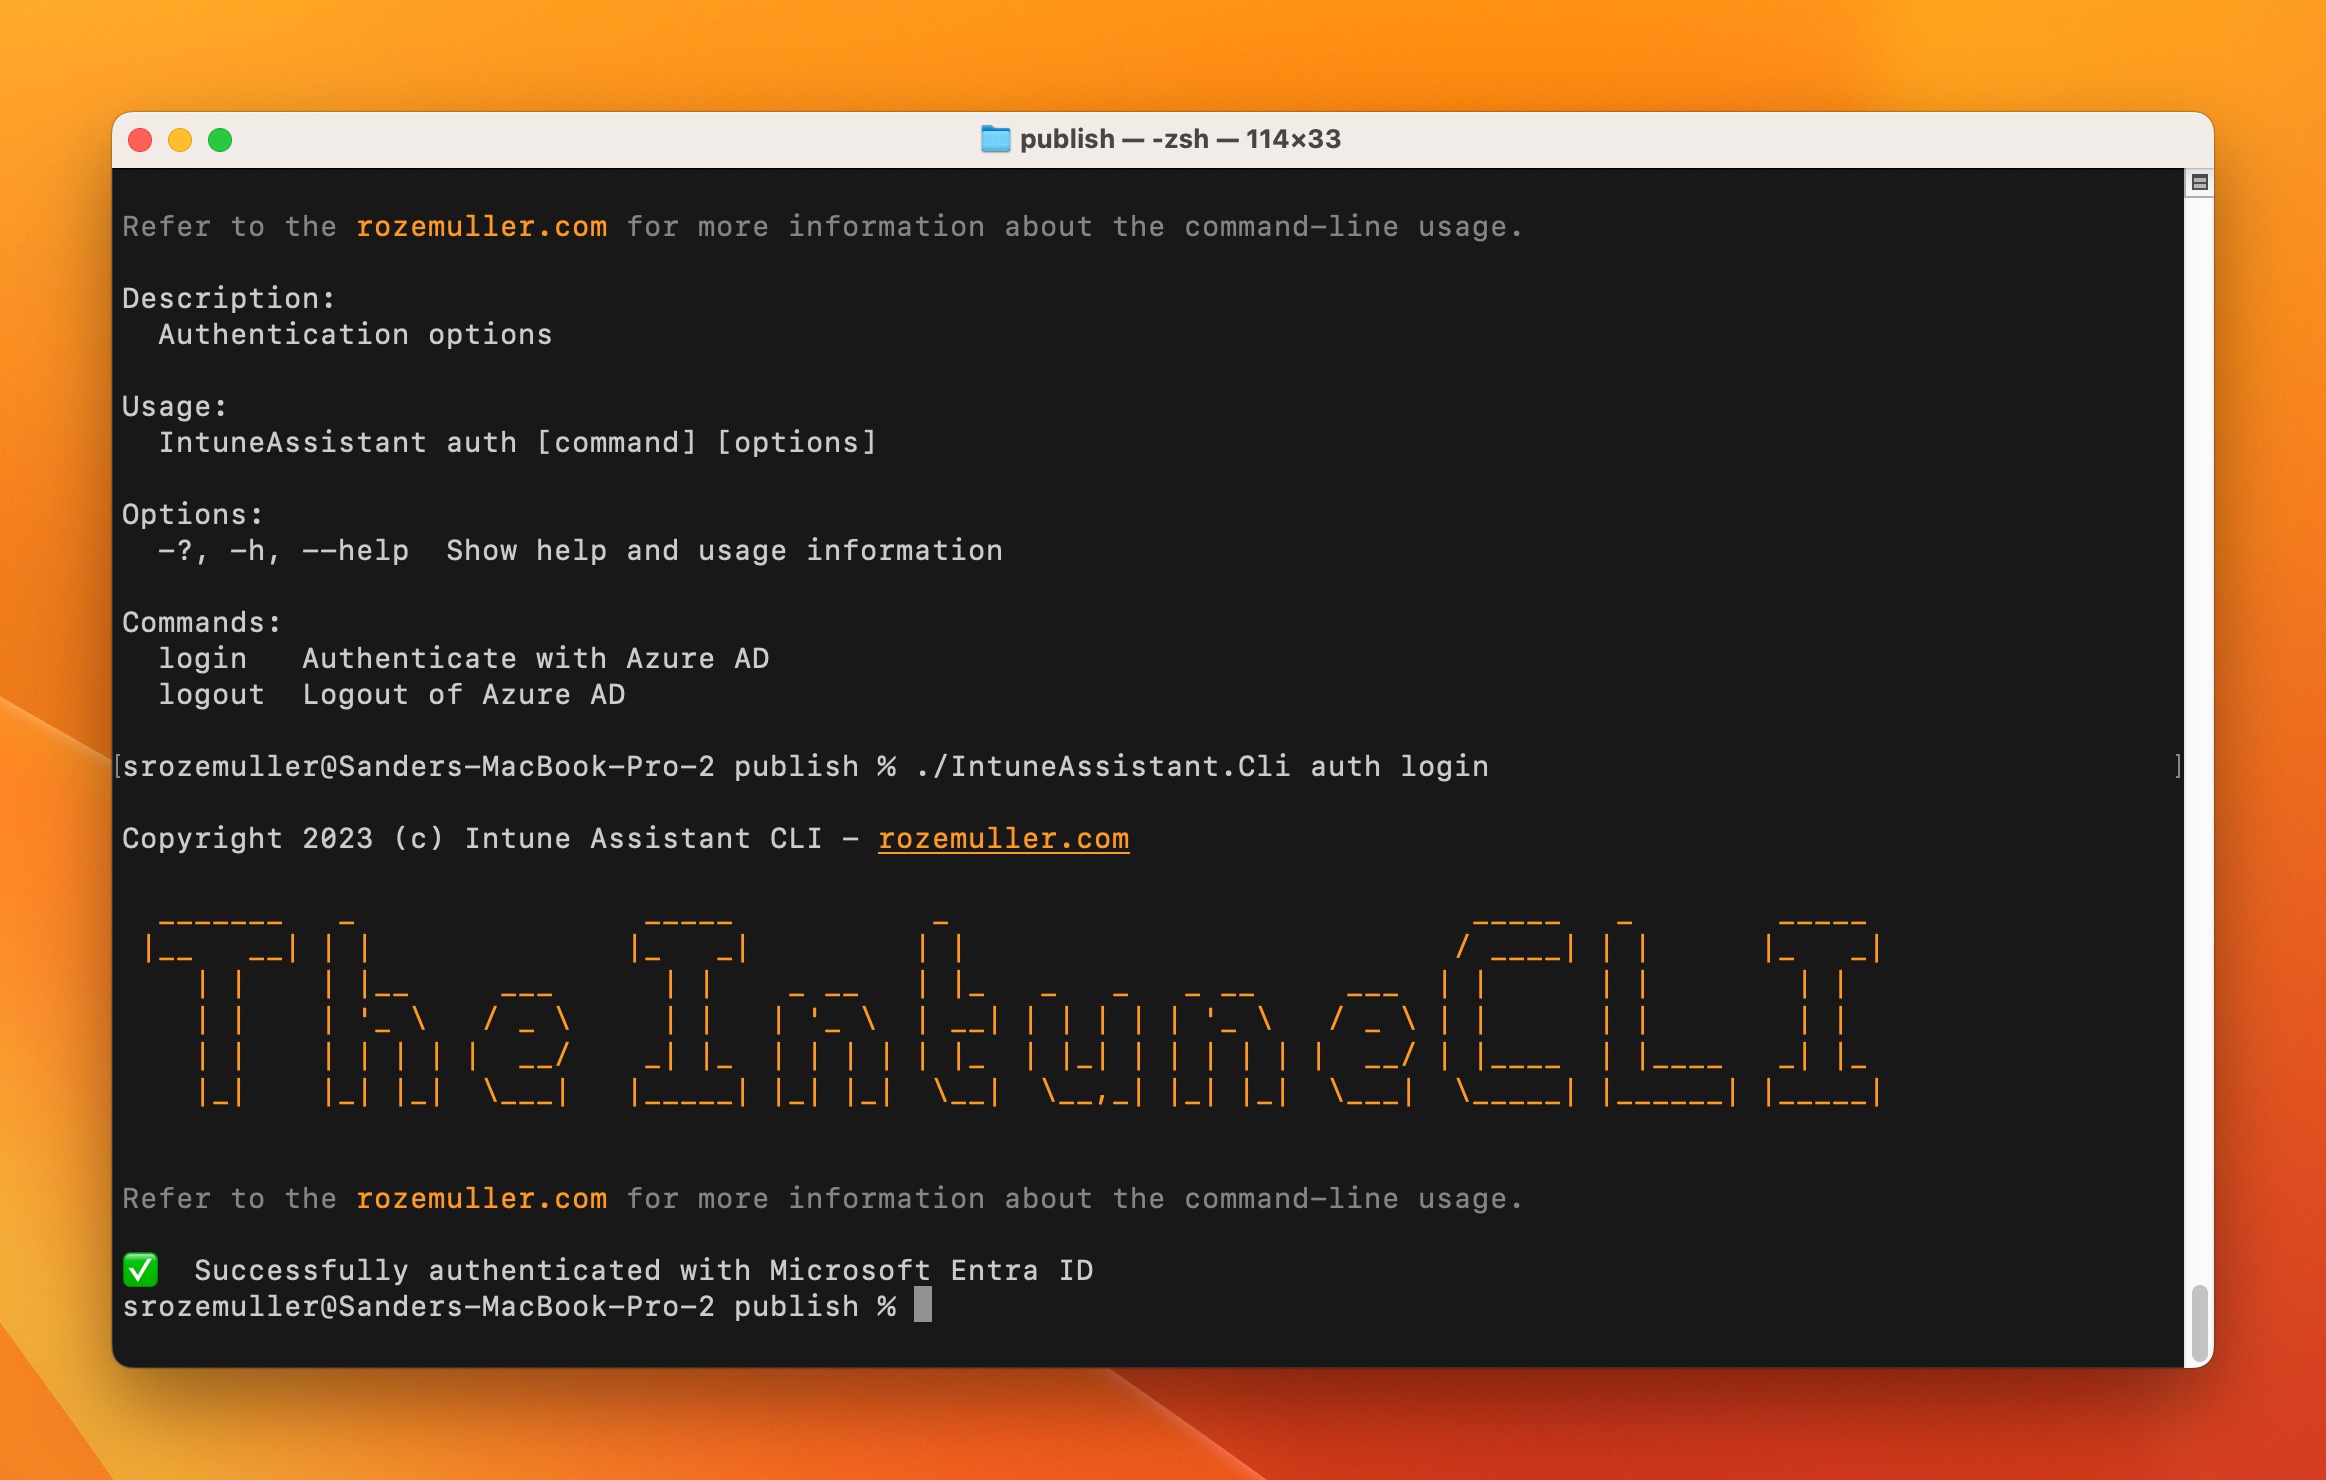 publish — -zsh — 114×33
Refer to the rozemuller.com for more information about the command-line usage.
Description:
  Authentication options
Usage:
  IntuneAssistant auth [command] [options]
Options:
  -?, -h, --help  Show help and usage information
Commands:
  login   Authenticate with Azure AD
  logout  Logout of Azure AD
[srozemuller@Sanders-MacBook-Pro-2 publish % ./IntuneAssistant.Cli auth login ]
Copyright 2023 (c) Intune Assistant CLI - rozemuller.com
The IntuneCLI
Refer to the rozemuller.com for more information about the command-line usage.
✅  Successfully authenticated with Microsoft Entra ID
srozemuller@Sanders-MacBook-Pro-2 publish %